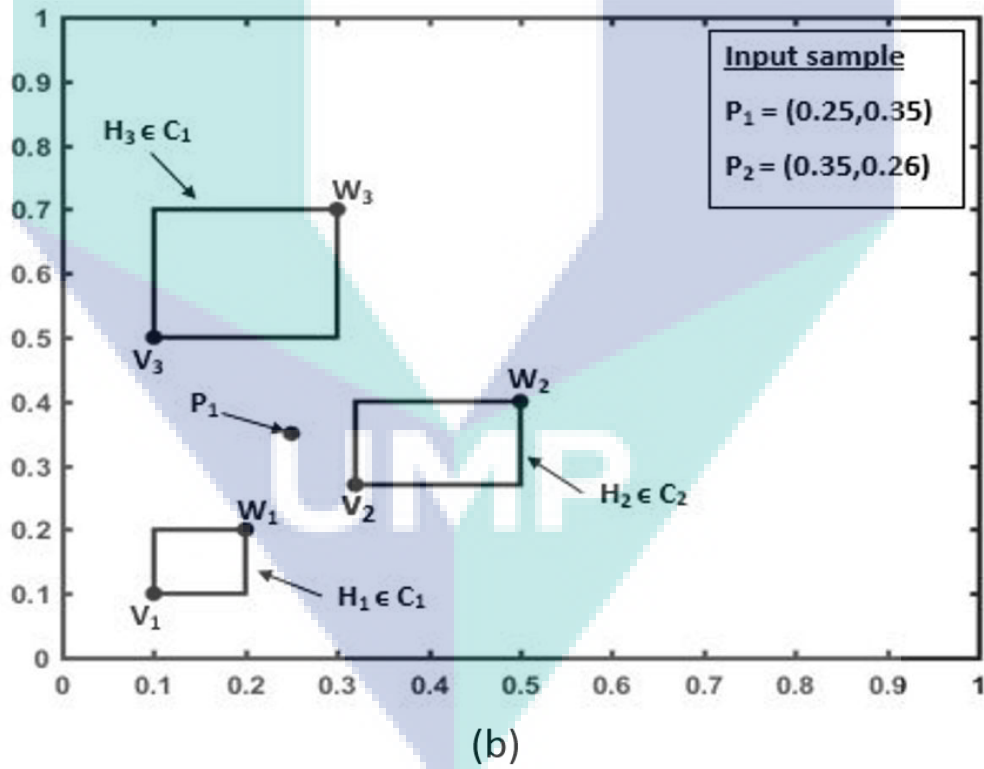 1
0.9
0.8
0.7
0.6
0.5
0.4
0.3
0.2
0.1
0
0 0.1 0.2 0.3 0.4 0.5 0.6 0.7 0.8 0.9 1
Input sample
P₁ = (0.25,0.35)
P₂ = (0.35,0.26)
H₃ ϵ C₁
W₃
V₃
P₁
W₂
V₂
H₂ ϵ C₂
W₁
H₁ ϵ C₁
V₁
UMP
(b)